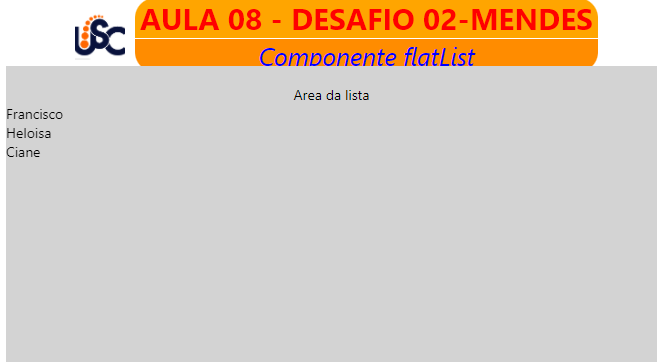 USC
AULA 08 - DESAFIO 02-MENDES
Componente flatList
Area da lista
Francisco
Heloisa
Ciane